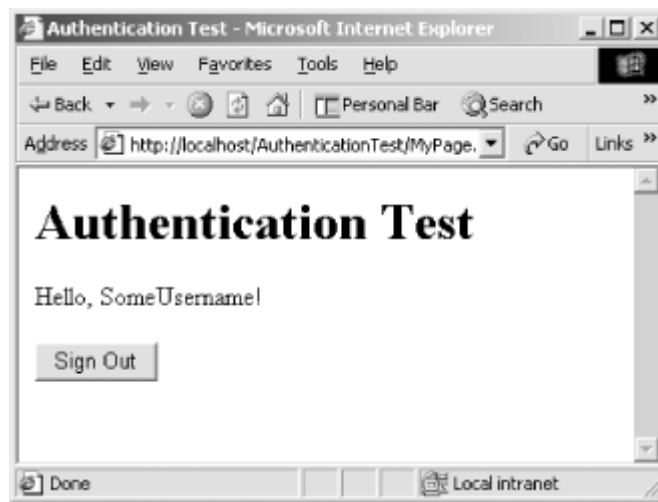 Authentication Test - Microsoft Internet Explorer
File Edit View Favorites Tools Help
Back Personal Bar Search »
Address http://localhost/AuthenticationTest/MyPage. Go Links »
Authentication Test
Hello, SomeUsername!
Sign Out
Done Local intranet